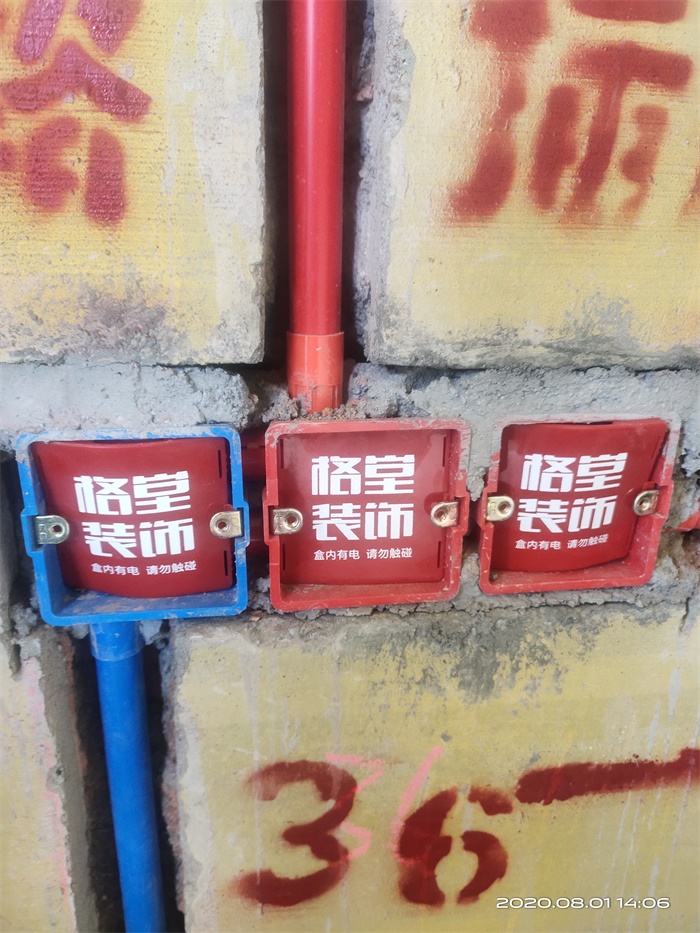 格堂
装饰
盒内有电 请勿触碰
格堂
装饰
盒内有电 请勿触碰
格堂
装饰
盒内有电 请勿触碰
36
2020.08.01 14:06